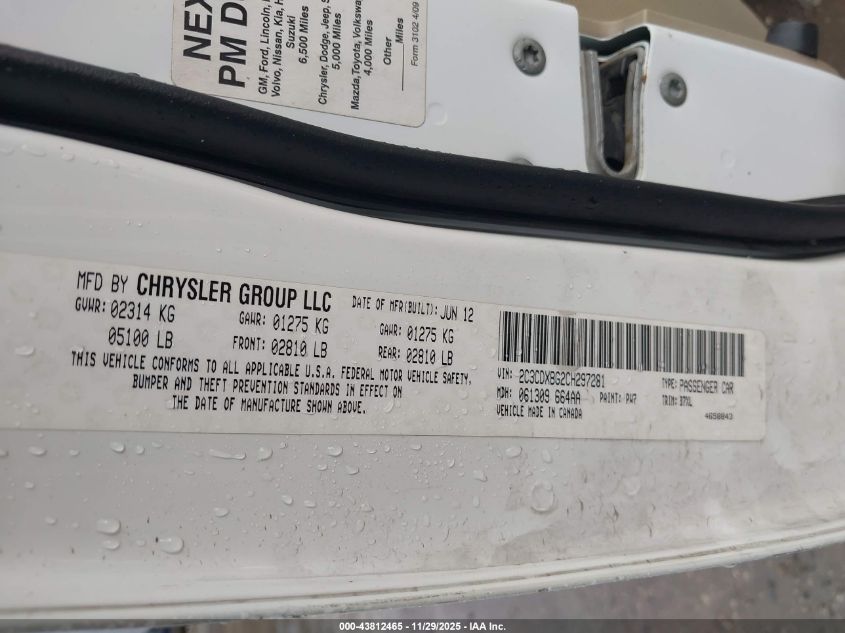 NEX
PM D
GM, Ford, Lincoln,
Volvo, Nissan, Kia, H
Suzuki
6,500 Miles
Chrysler, Dodge, Jeep, S
5,000 Miles
Mazda, Toyota, Volksw
4,000 Miles
Other
Miles
Form 3102 4/09
MFD BY CHRYSLER GROUP LLC
DATE OF MFR(BUILT): JUN 12
GVWR: 02314 KG
GAWR: 01275 KG
GAWR: 01275 KG
05100 LB
FRONT: 02810 LB
REAR: 02810 LB
THIS VEHICLE CONFORMS TO ALL APPLICABLE U.S.A. FEDERAL MOTOR VEHICLE SAFETY,
BUMPER AND THEFT PREVENTION STANDARDS IN EFFECT ON
THE DATE OF MANUFACTURE SHOWN ABOVE.
VIN: 2C3CDXBG2CH297281
TYPE: PASSENGER CAR
MDH: 061309 664AA
PAINT: PW7
TRIM: B7XL
VEHICLE MADE IN CANADA
4658843
000-43812465 - 11/29/2025 - IAA Inc.